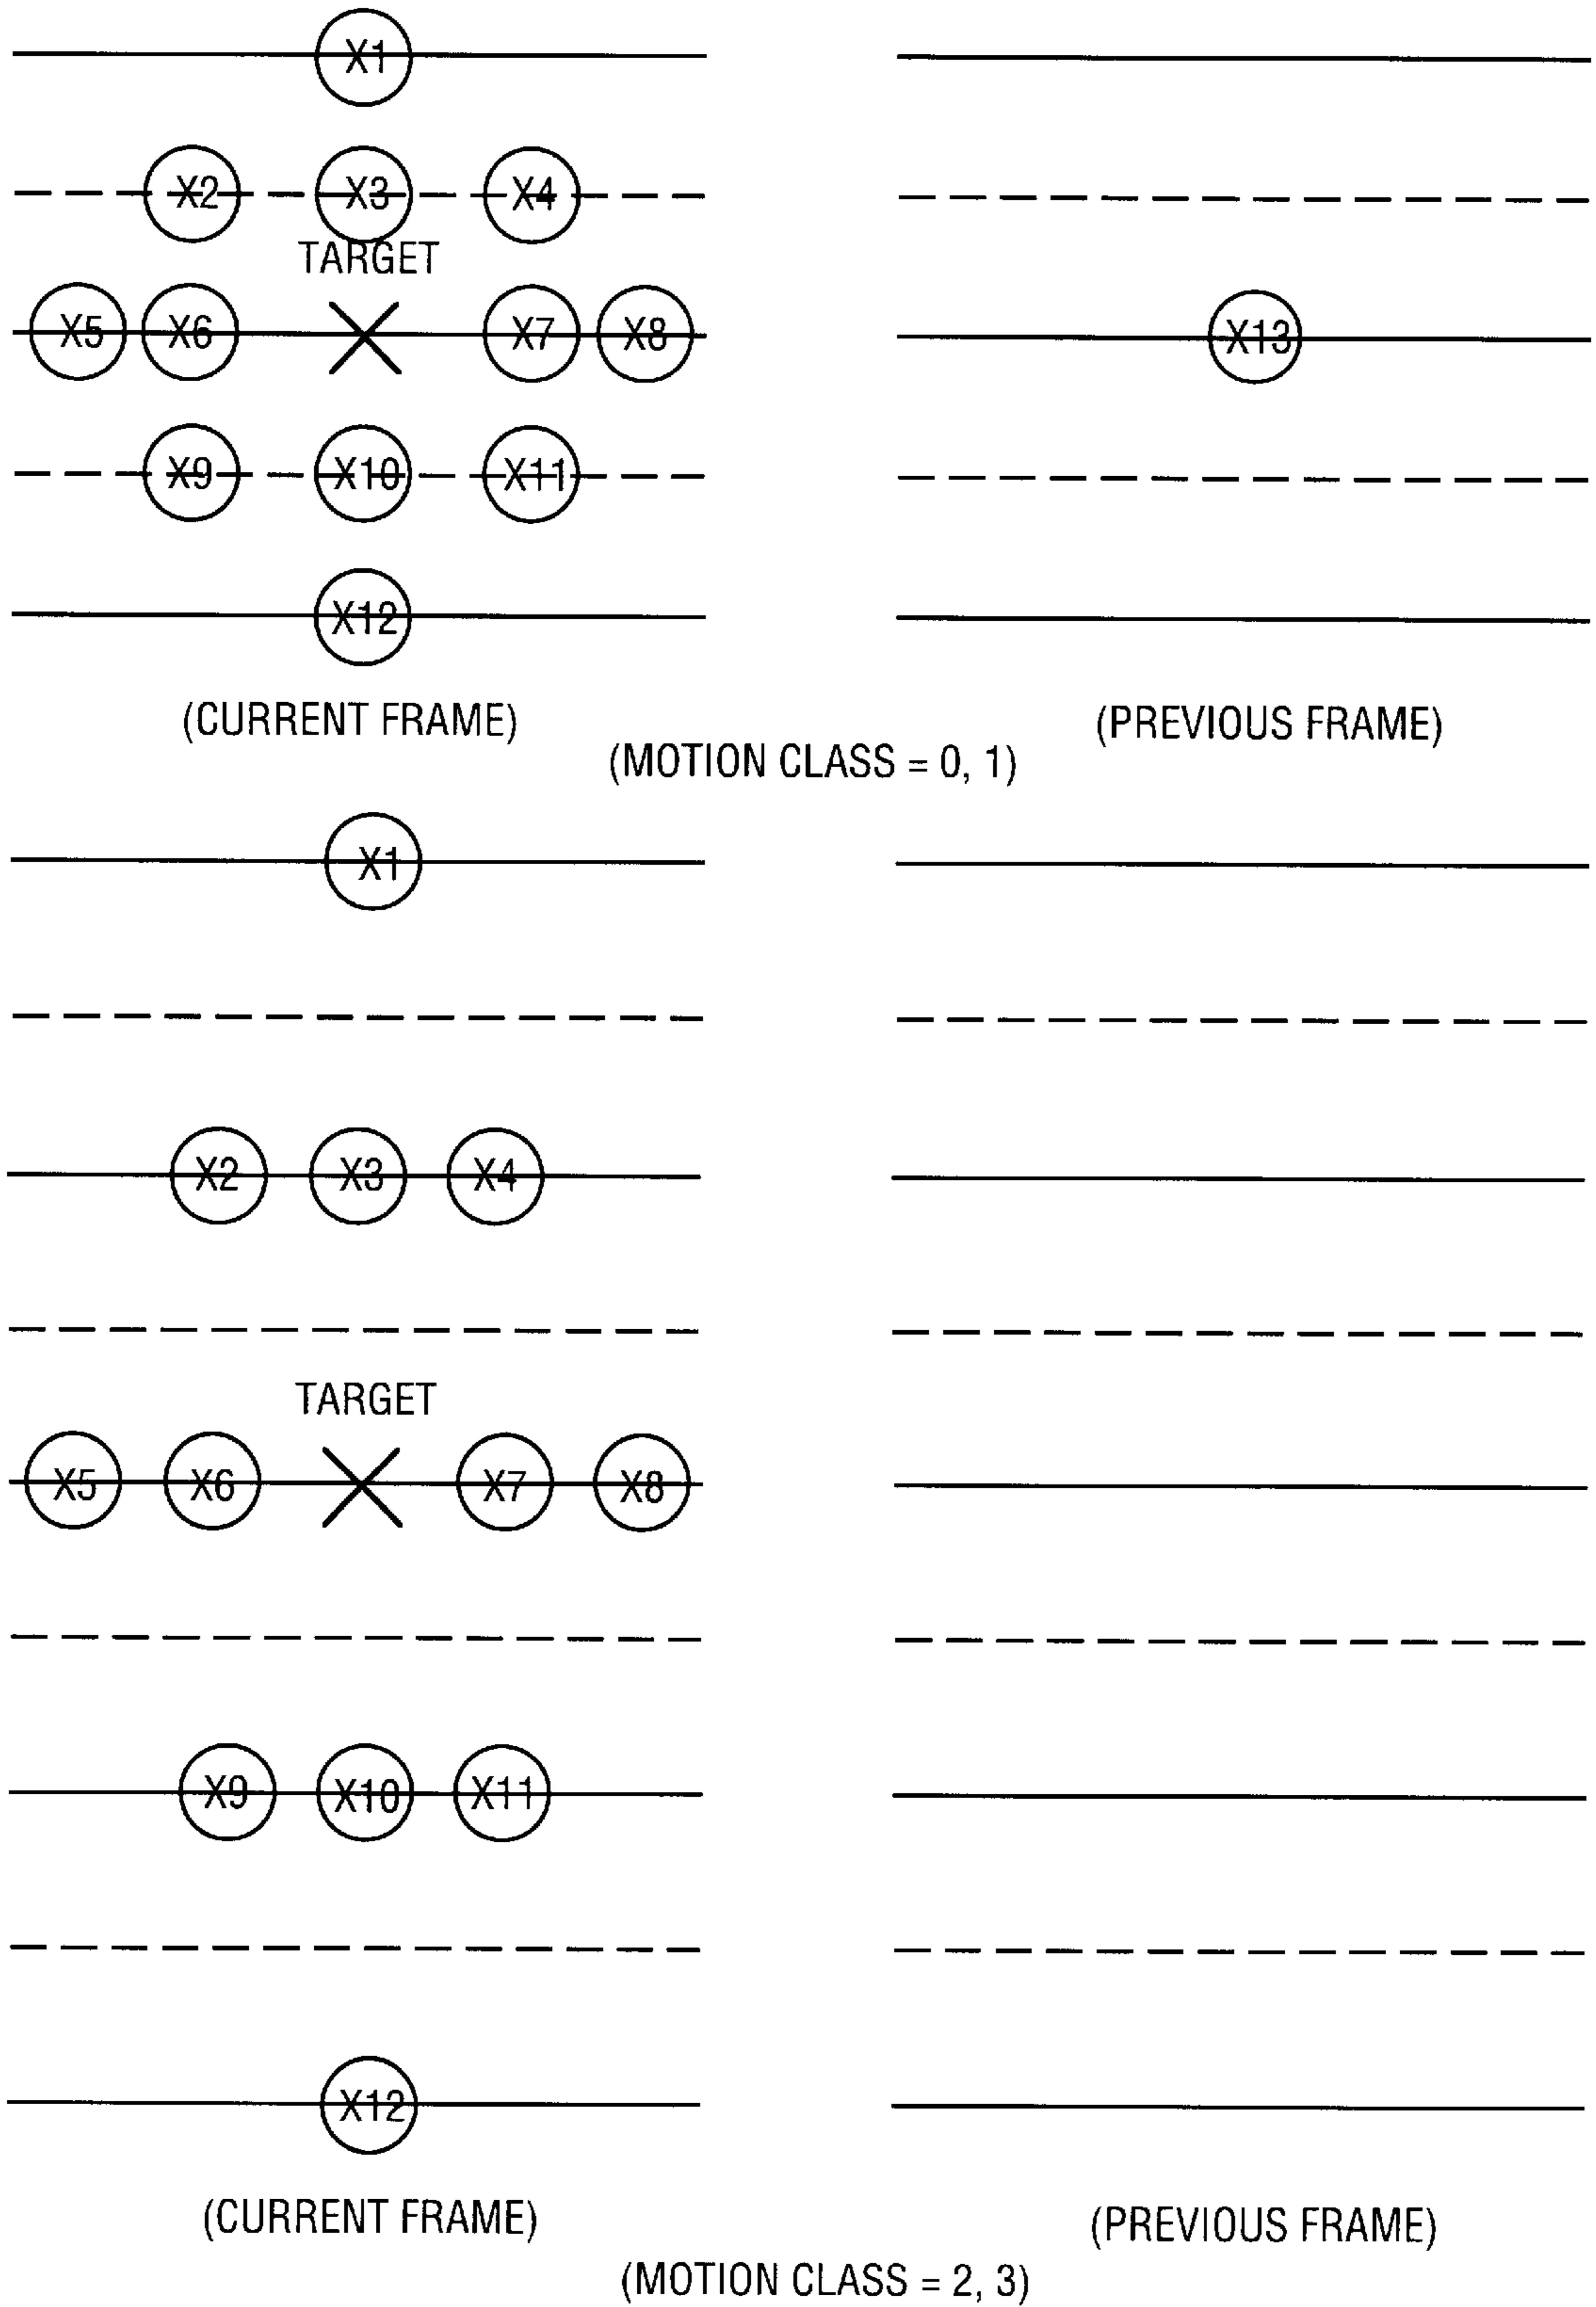 X1
X2 X3 X4
TARGET
X5 X6 X7 X8 X13
X9 X10 X11
X12
(CURRENT FRAME) (PREVIOUS FRAME)
(MOTION CLASS = 0, 1)
X1
X2 X3 X4
TARGET
X5 X6 X7 X8
X9 X10 X11
X12
(CURRENT FRAME) (PREVIOUS FRAME)
(MOTION CLASS = 2, 3)